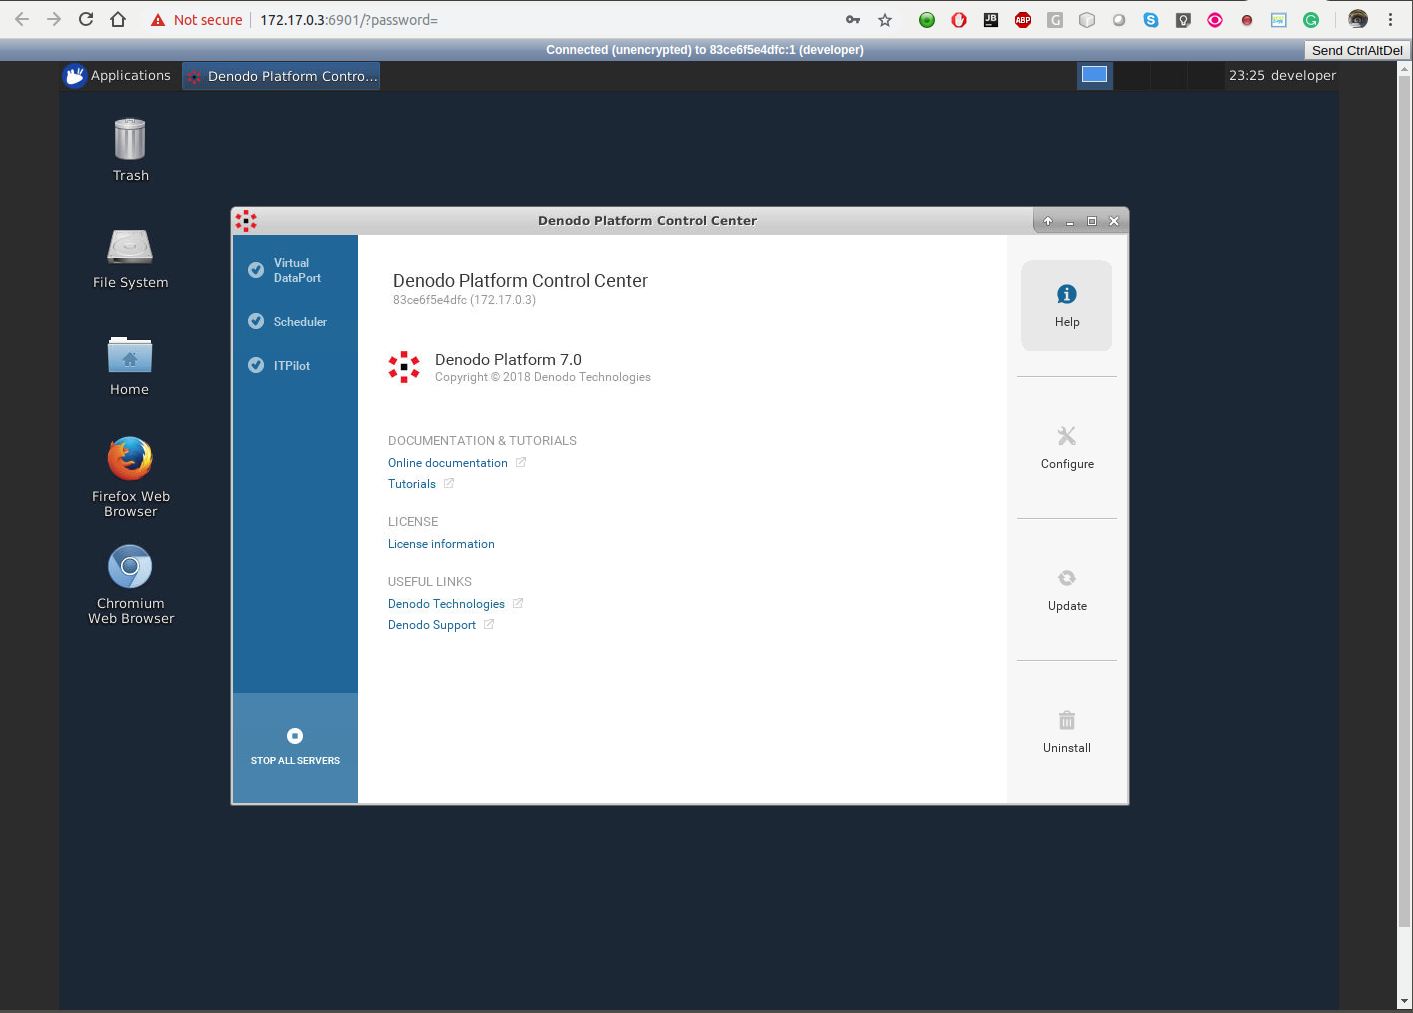 Not secure
172.17.0.3:6901/?password=
JB
ABP
G
S
G
Connected (unencrypted) to 83ce6f5e4dfc:1 (developer)
Send CtrlAltDel
Applications
Denodo Platform Contro...
23:25 developer
Trash
File System
Home
Firefox Web
Browser
Chromium
Web Browser
Denodo Platform Control Center
Virtual
DataPort
Scheduler
ITPilot
STOP ALL SERVERS
Denodo Platform Control Center
83ce6f5e4dfc (172.17.0.3)
Denodo Platform 7.0
Copyright © 2018 Denodo Technologies
DOCUMENTATION & TUTORIALS
Online documentation
Tutorials
LICENSE
License information
USEFUL LINKS
Denodo Technologies
Denodo Support
Help
Configure
Update
Uninstall